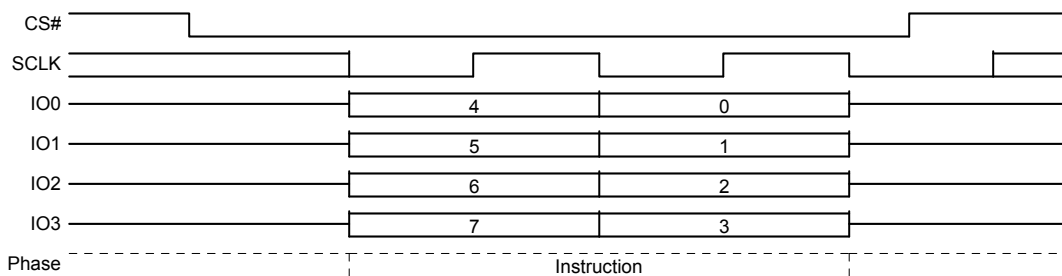 CS#
SCLK
IO0 4 0
IO1 5 1
IO2 6 2
IO3 7 3
Phase Instruction